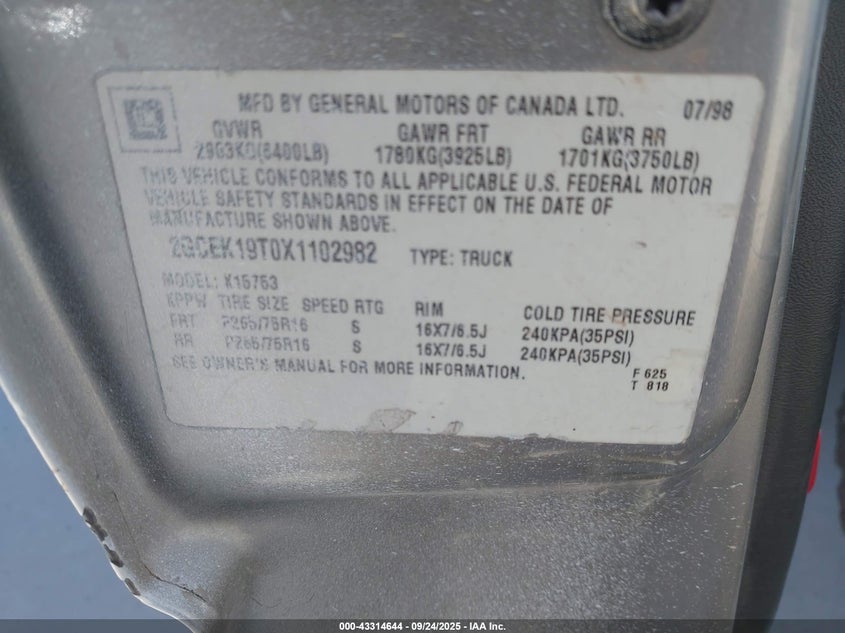 MFD BY GENERAL MOTORS OF CANADA LTD. 07/98
GVWR GAWR FRT GAWR RR
2903KG(6400LB) 1780KG(3925LB) 1701KG(3750LB)
THIS VEHICLE CONFORMS TO ALL APPLICABLE U.S. FEDERAL MOTOR
VEHICLE SAFETY STANDARDS IN EFFECT ON THE DATE OF
MANUFACTURE SHOWN ABOVE.
2GCEK19T0X1102982 TYPE: TRUCK
MODEL: K15753
TIRE SIZE SPEED RTG RIM COLD TIRE PRESSURE
FRT P265/75R16 S 16X7/6.5J 240KPA(35PSI)
RR P265/75R16 S 16X7/6.5J 240KPA(35PSI)
SEE OWNER'S MANUAL FOR MORE INFORMATION.
F 625
T 818
000-43314644 / 09/24/2025 - IAA Inc.